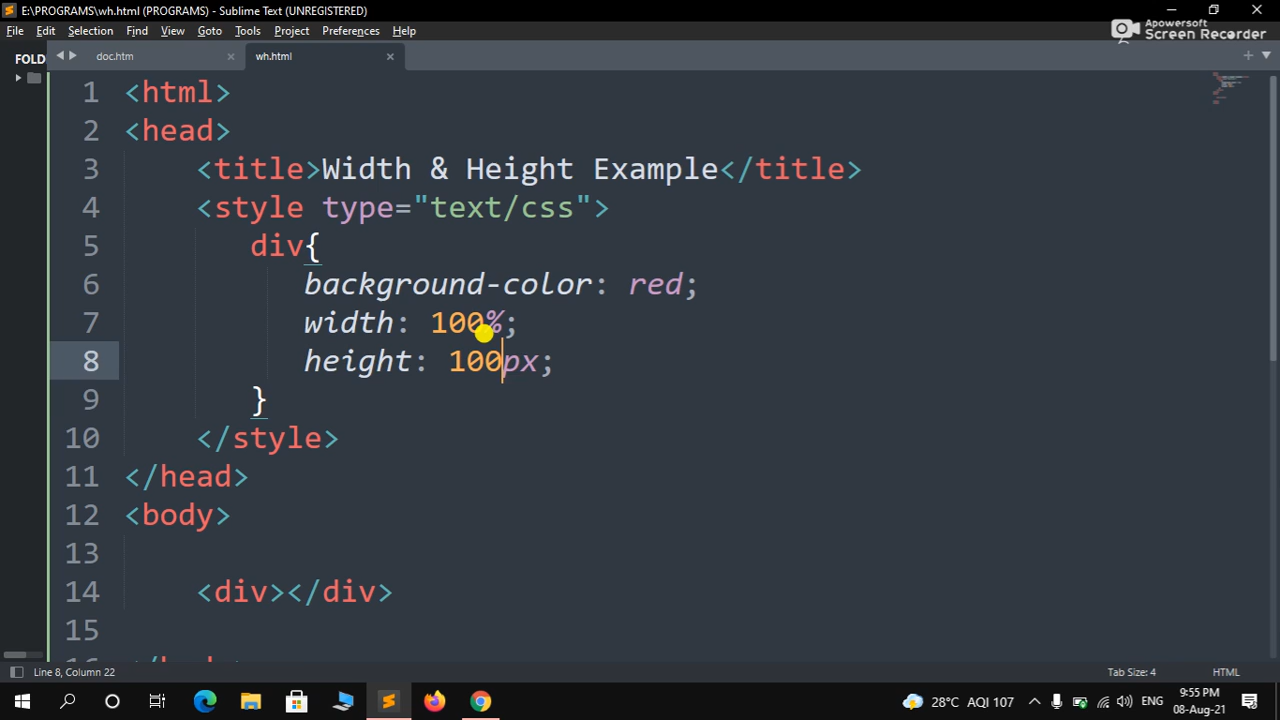 E:\PROGRAMS\wh.html (PROGRAMS) - Sublime Text (UNREGISTERED)
File Edit Selection Find View Goto Tools Project Preferences Help
Apowersoft
Screen Recorder
FOLD
doc.htm
wh.html
1 <html>
2 <head>
3 <title>Width & Height Example</title>
4 <style type="text/css">
5 div{
6 background-color: red;
7 width: 100%;
8 height: 100px;
9 }
10 </style>
11 </head>
12 <body>
13
14 <div></div>
15
Line 8, Column 22
Tab Size: 4
HTML
28°C AQI 107
ENG
9:55 PM
08-Aug-21